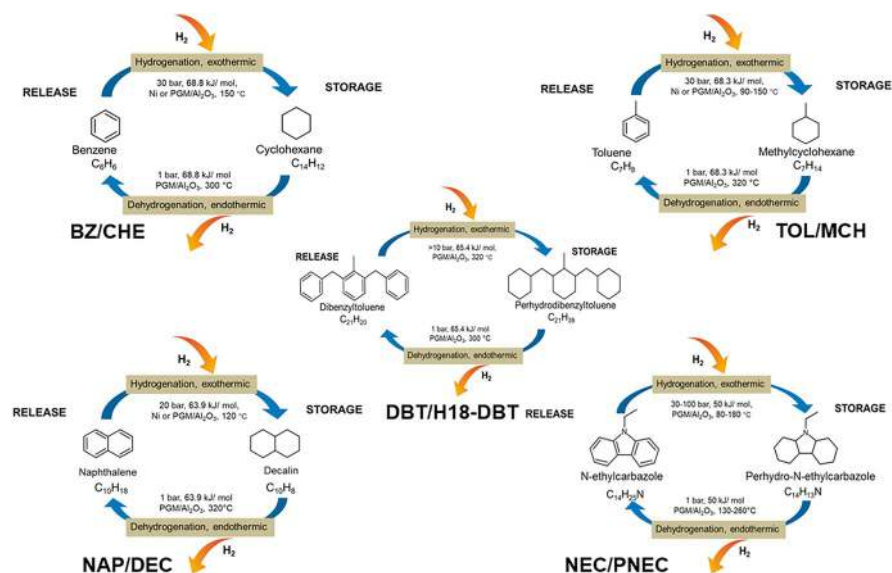 H₂
Hydrogenation, exothermic
30 bar, 68.8 kJ/ mol,
Ni or PGM/Al₂O₃, 150 °C
RELEASE
STORAGE
Benzene
C₆H₆
Cyclohexane
C₁₄H₁₂
1 bar, 68.8 kJ/ mol
PGM/Al₂O₃, 300 °C
Dehydrogenation, endothermic
BZ/CHE
H₂
H₂
Hydrogenation, exothermic
30 bar, 68.3 kJ/ mol,
Ni or PGM/Al₂O₃, 90-150 °C
RELEASE
STORAGE
Toluene
C₇H₈
Methylcyclohexane
C₇H₁₄
1 bar, 68.3 kJ/ mol
PGM/Al₂O₃, 320 °C
Dehydrogenation, endothermic
H₂
TOL/MCH
H₂
Hydrogenation, exothermic
>10 bar, 65.4 kJ/ mol,
PGM/Al₂O₃, 320 °C
RELEASE
STORAGE
Dibenzyltoluene
C₂₁H₂₀
Perhydrodibenzyltoluene
C₂₁H₃₈
1 bar, 65.4 kJ/ mol
PGM/Al₂O₃, 300 °C
Dehydrogenation, endothermic
H₂
DBT/H18-DBT
H₂
Hydrogenation, exothermic
20 bar, 63.9 kJ/ mol,
Ni or PGM/Al₂O₃, 120 °C
RELEASE
STORAGE
Naphthalene
C₁₀H₁₈
Decalin
C₁₀H₈
1 bar, 63.9 kJ/ mol
PGM/Al₂O₃, 320°C
Dehydrogenation, endothermic
NAP/DEC
H₂
H₂
Hydrogenation, exothermic
30-100 bar, 50 kJ/ mol,
PGM/Al₂O₃, 80-180 °C
RELEASE
STORAGE
N
N-ethylcarbazole
C₁₄H₂₅N
N
Perhydro-N-ethylcarbazole
C₁₄H₁₃N
1 bar, 50 kJ/ mol
PGM/Al₂O₃, 130-260°C
Dehydrogenation, endothermic
NEC/PNEC
H₂